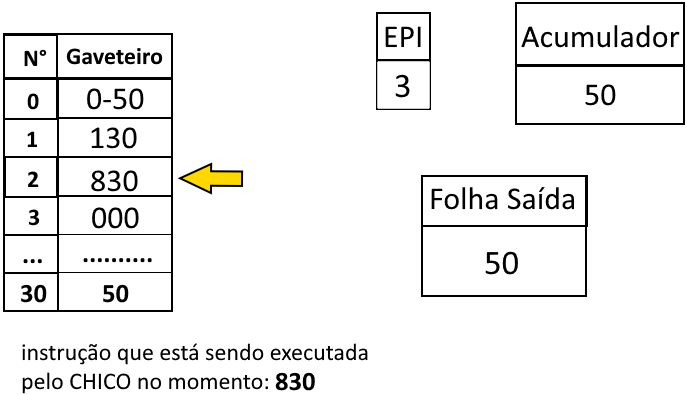 N° Gaveteiro
0 0-50
1 130
2 830
3 000
... ..........
30 50
EPI
3
Acumulador
50
Folha Saída
50
instrução que está sendo executada
pelo CHICO no momento: 830